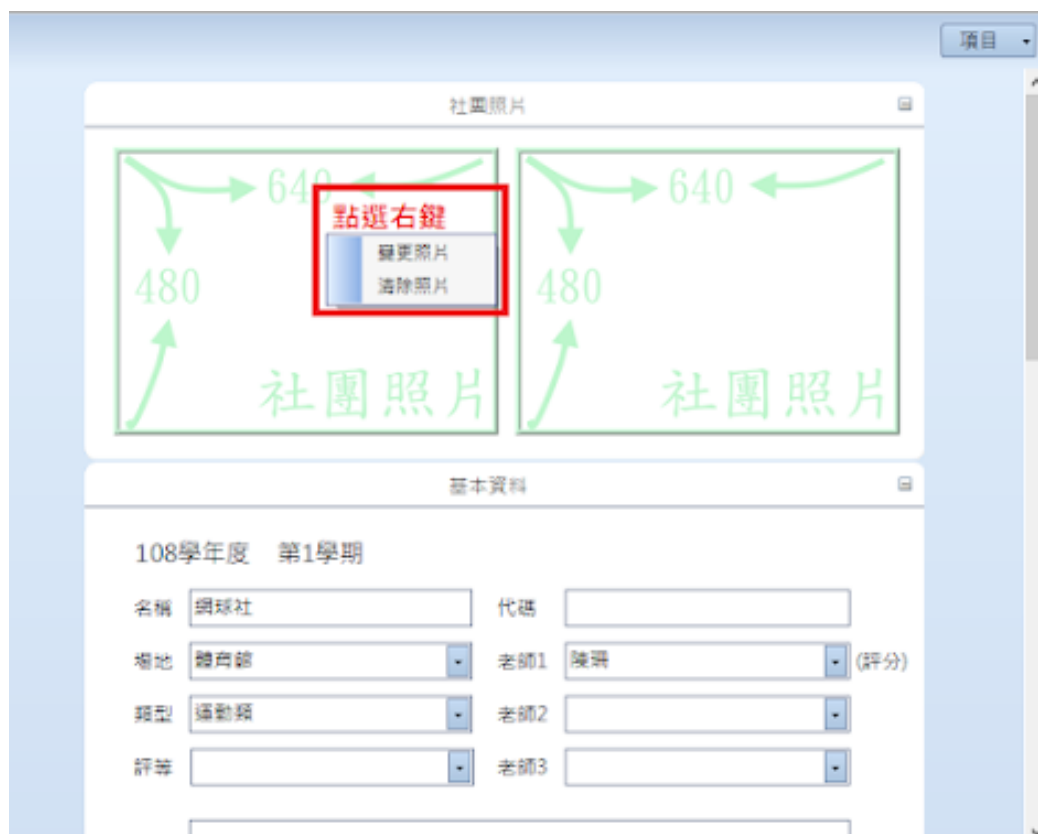 項目
社團照片
640
640
點選右鍵
變更照片
清除照片
480
480
社團照片
社團照片
基本資料
108學年度 第1學期
名稱 網球社 代碼
場地 體育館 老師1 陳珊 (評分)
類型 運動類 老師2
評等 老師3